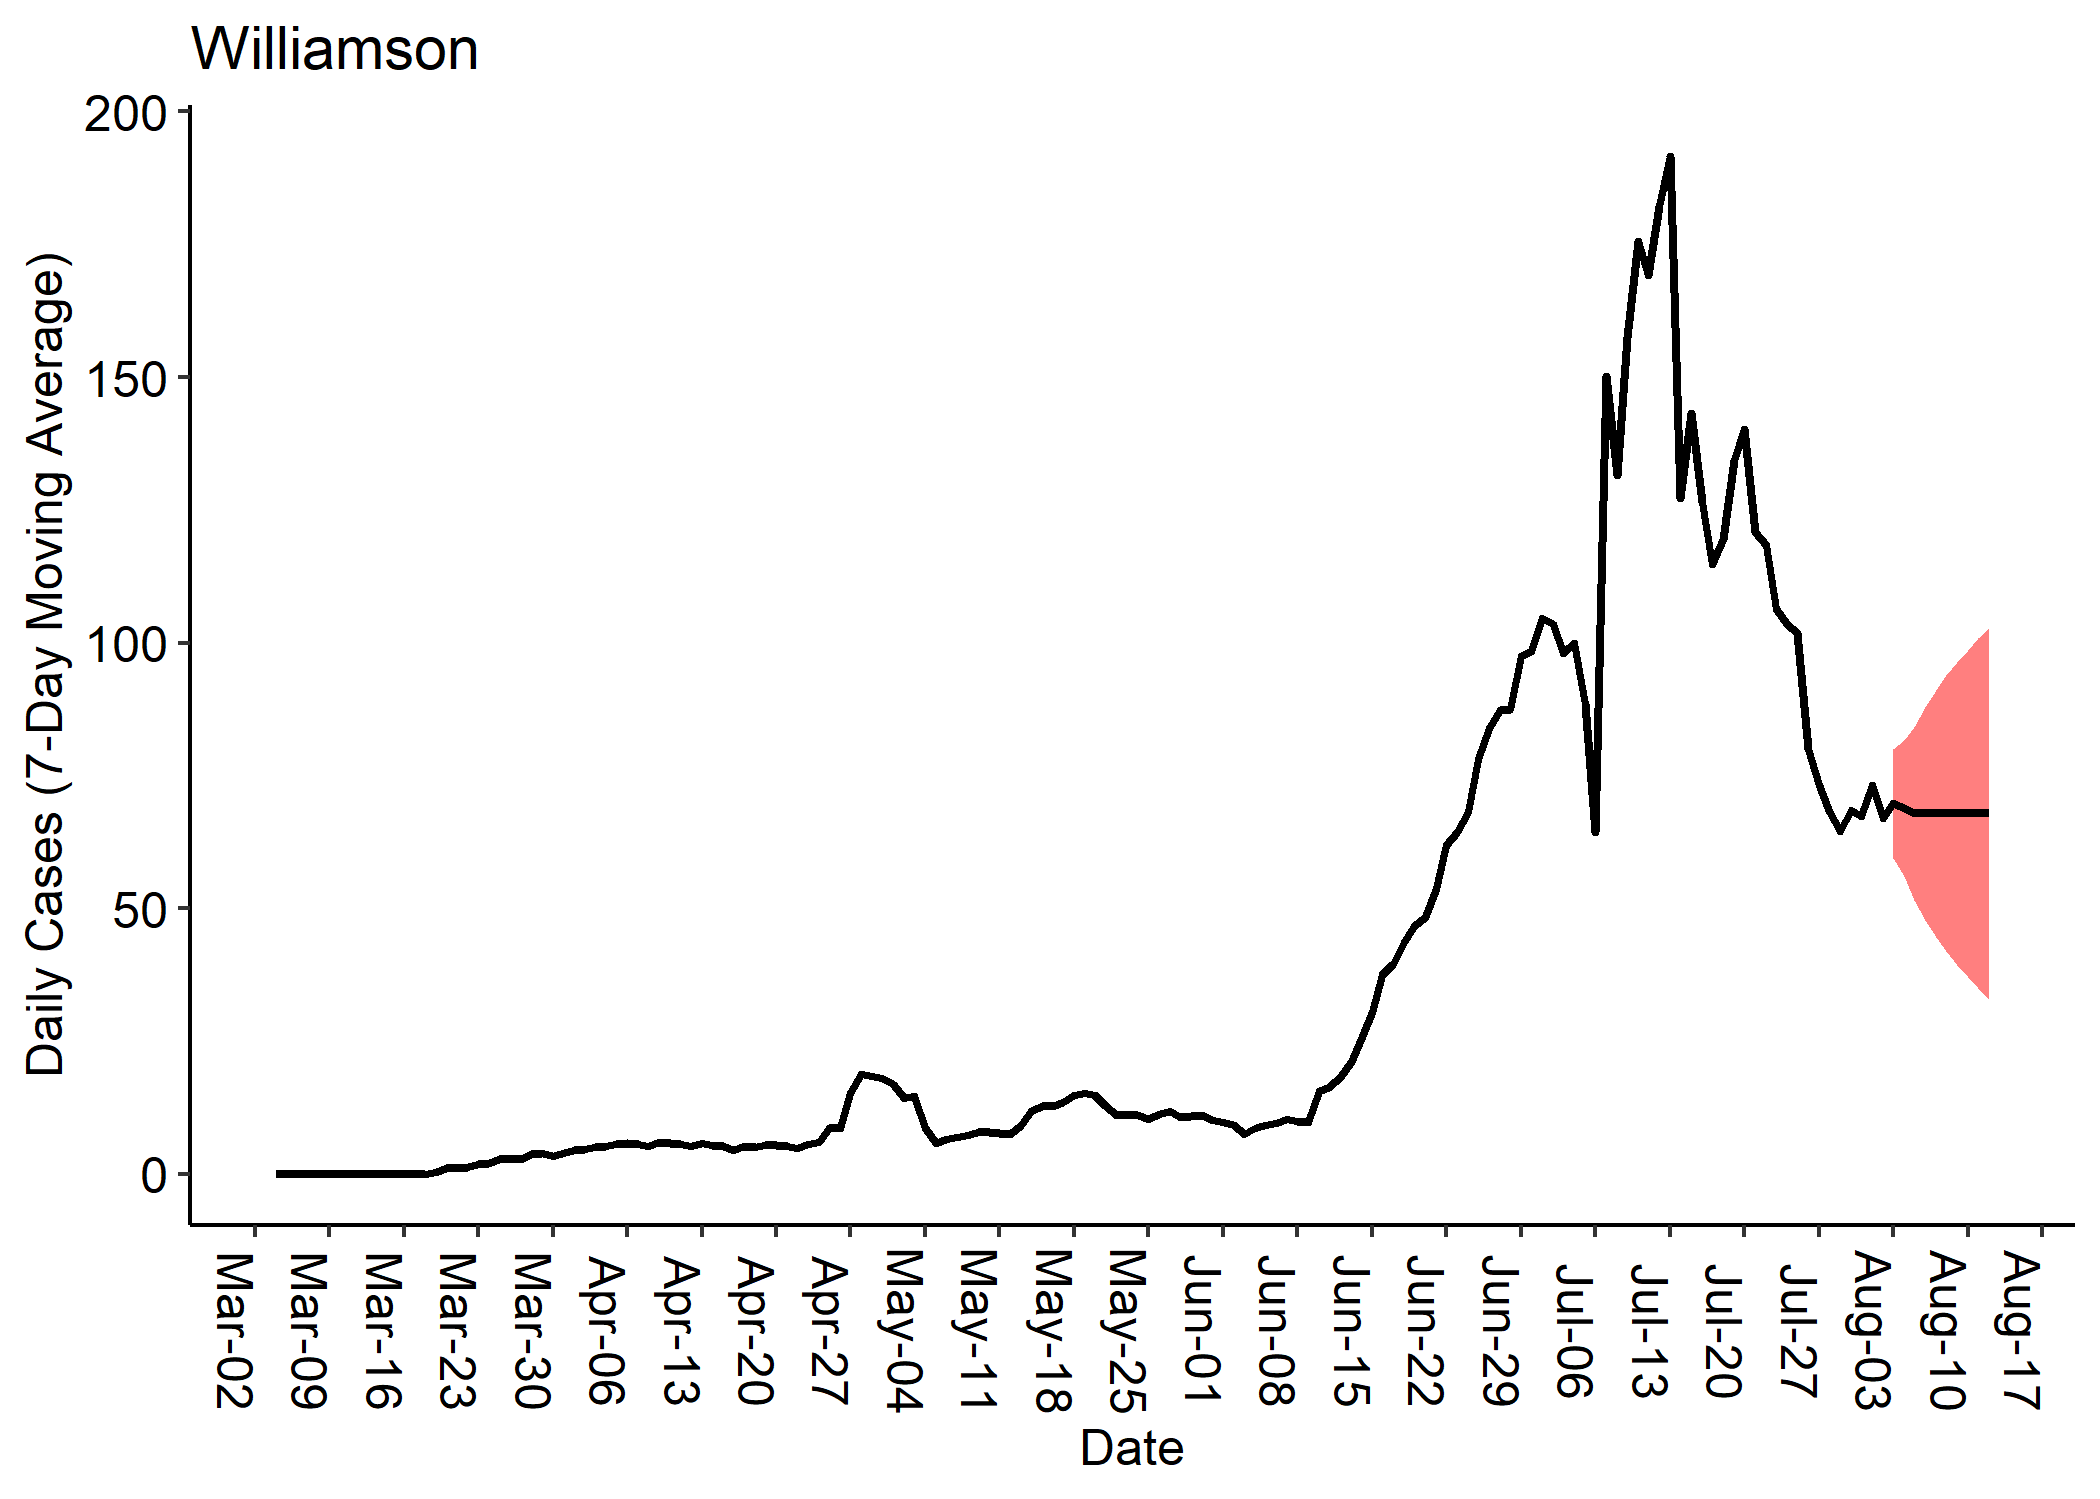 Williamson
Daily Cases (7-Day Moving Average)
200
150
100
50
0
Mar-02
Mar-09
Mar-16
Mar-23
Mar-30
Apr-06
Apr-13
Apr-20
Apr-27
May-04
May-11
May-18
May-25
Jun-01
Jun-08
Jun-15
Jun-22
Jun-29
Jul-06
Jul-13
Jul-20
Jul-27
Aug-03
Aug-10
Aug-17
Date